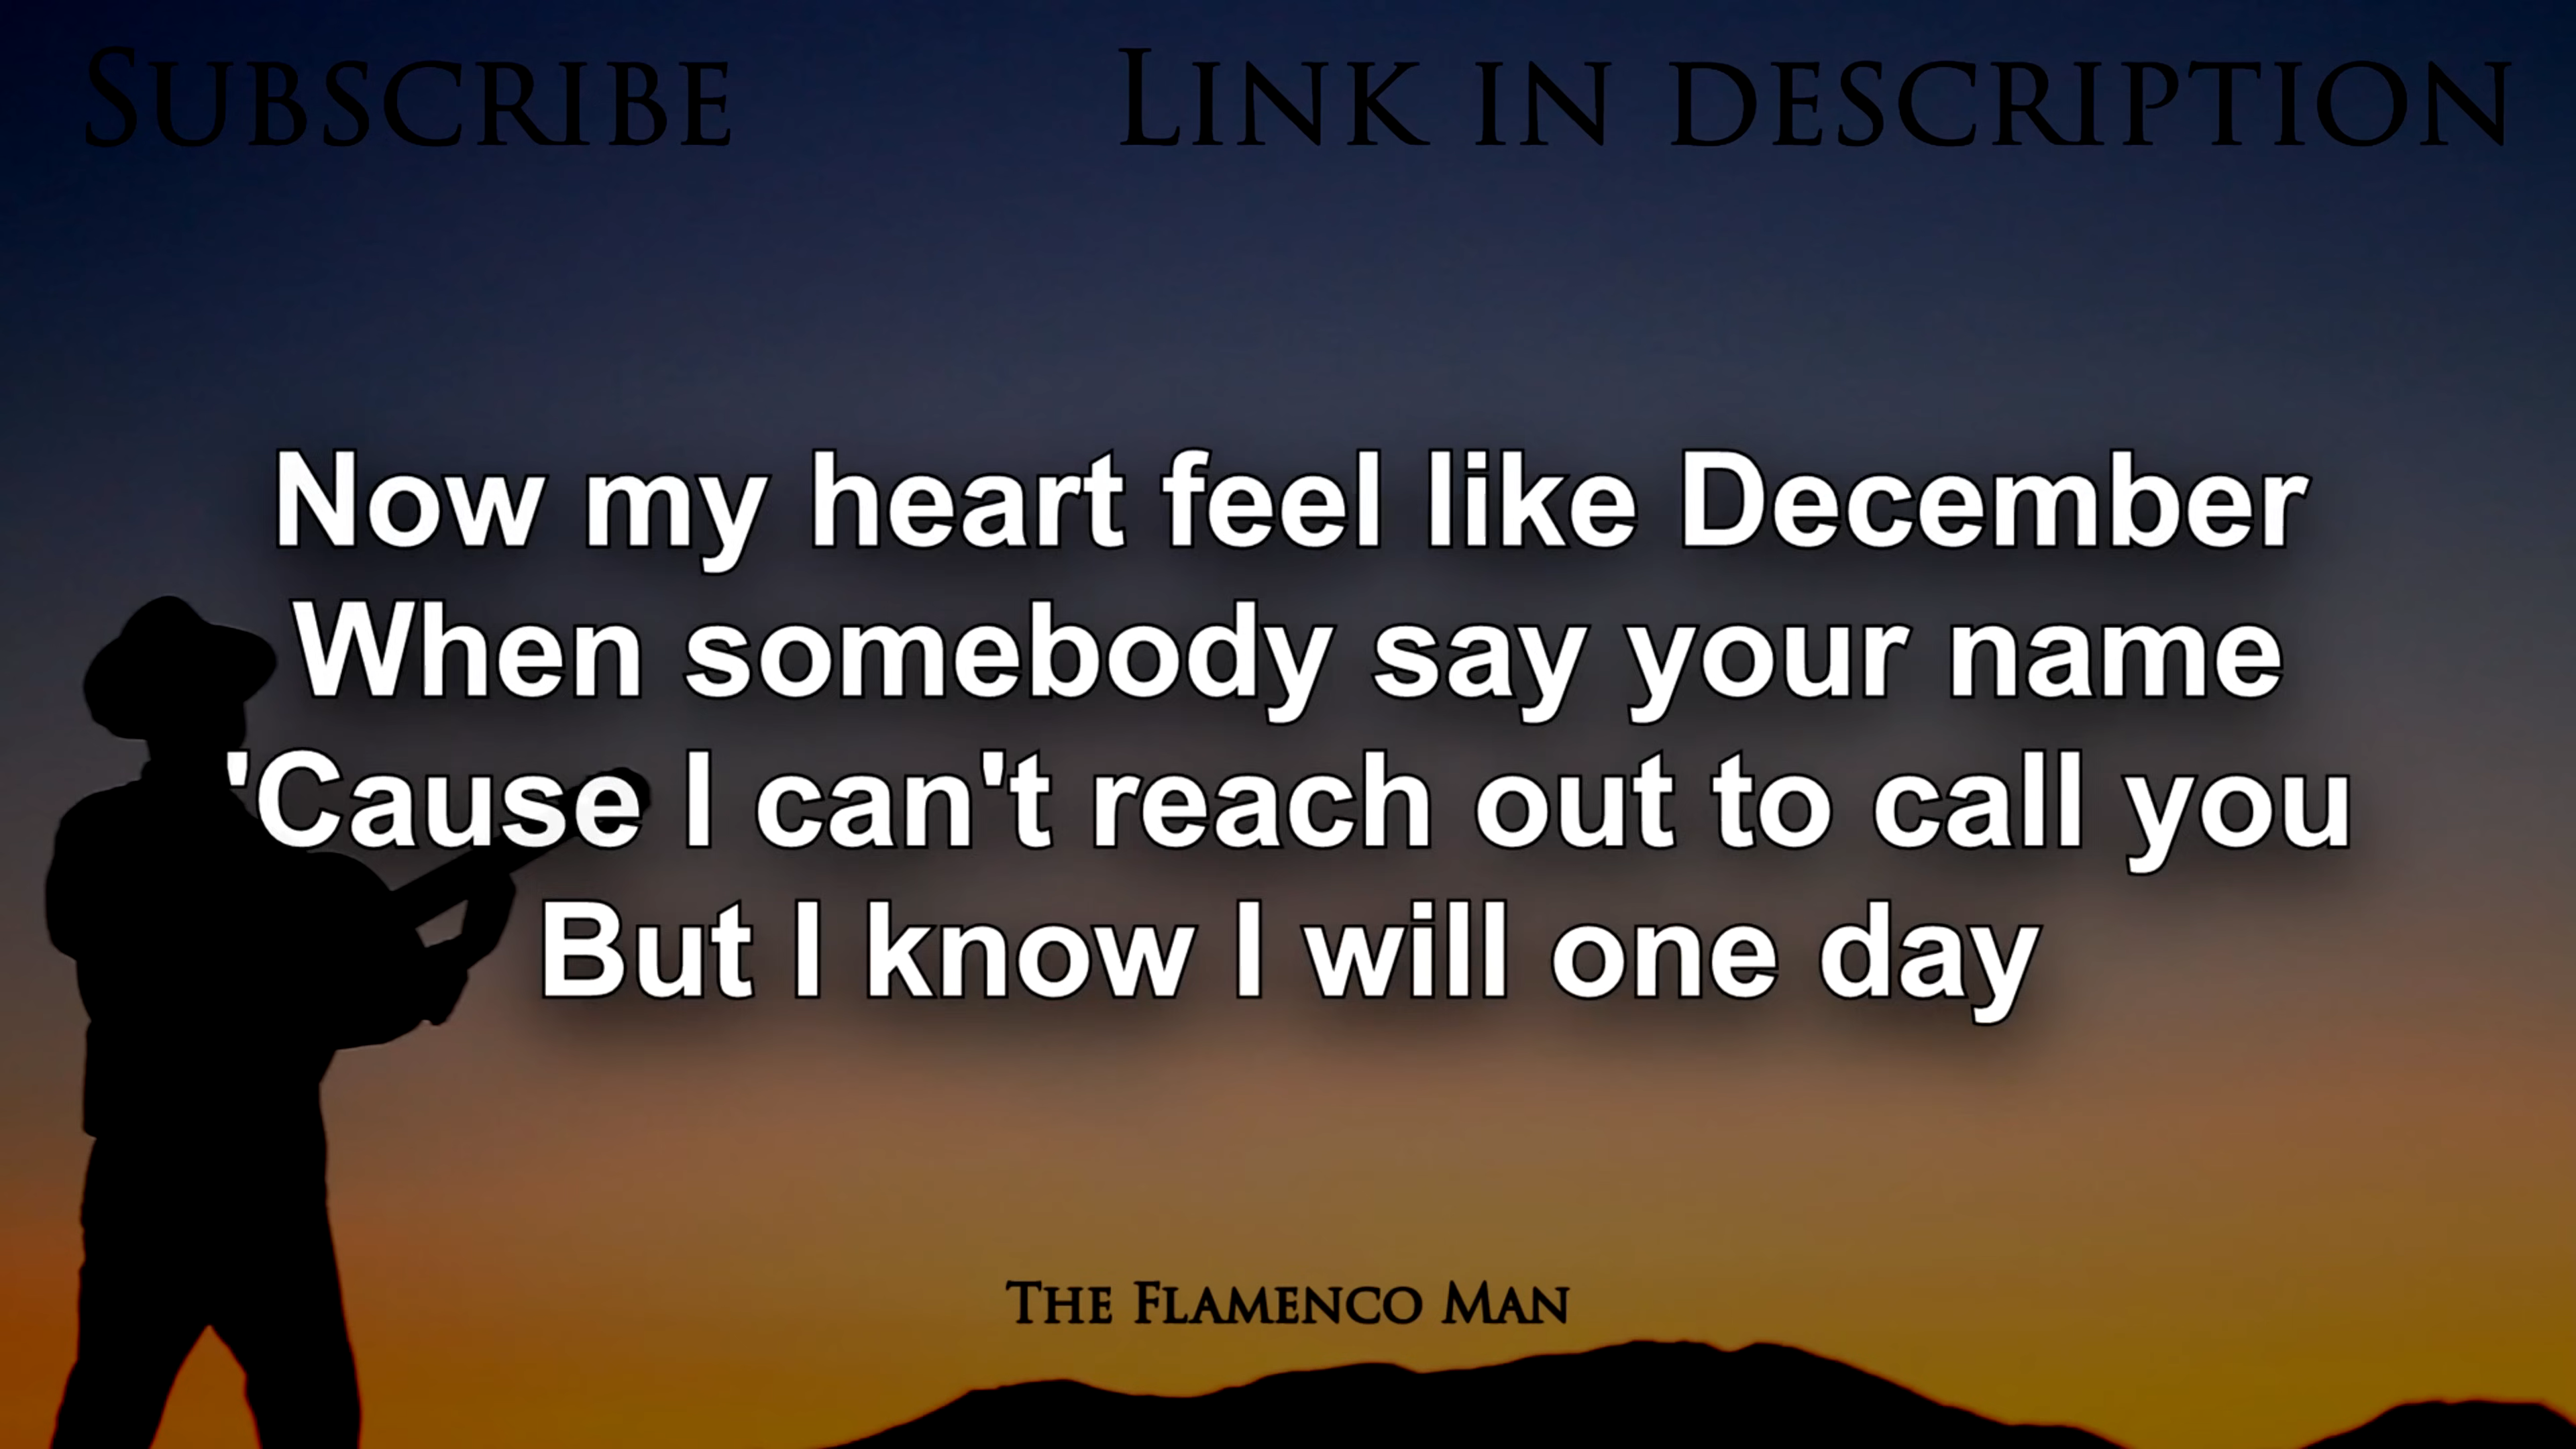 Subscribe
Link in description
Now my heart feel like December
When somebody say your name
'Cause I can't reach out to call you
But I know I will one day
The Flamenco Man